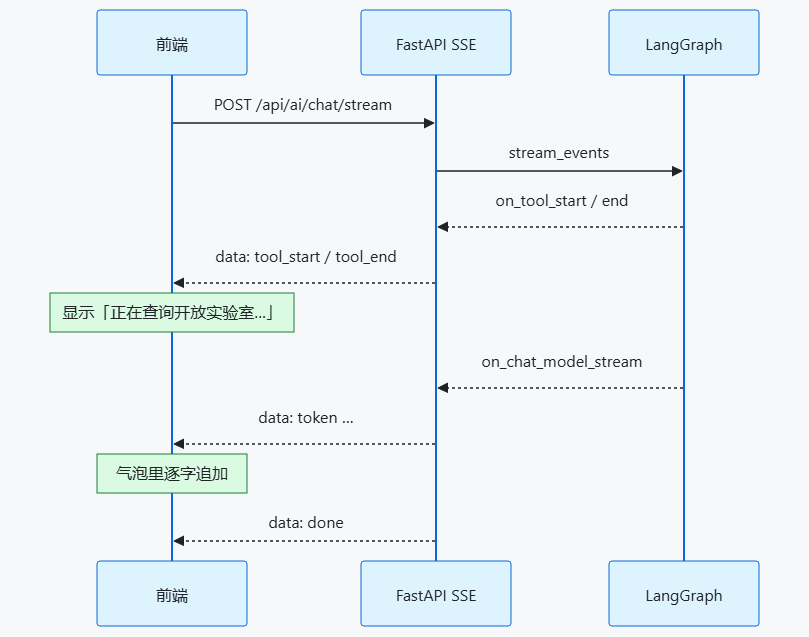 前端
FastAPI SSE
LangGraph
POST /api/ai/chat/stream
stream_events
on_tool_start / end
data: tool_start / tool_end
显示「正在查询开放实验室...」
on_chat_model_stream
data: token ...
气泡里逐字追加
data: done
前端
FastAPI SSE
LangGraph